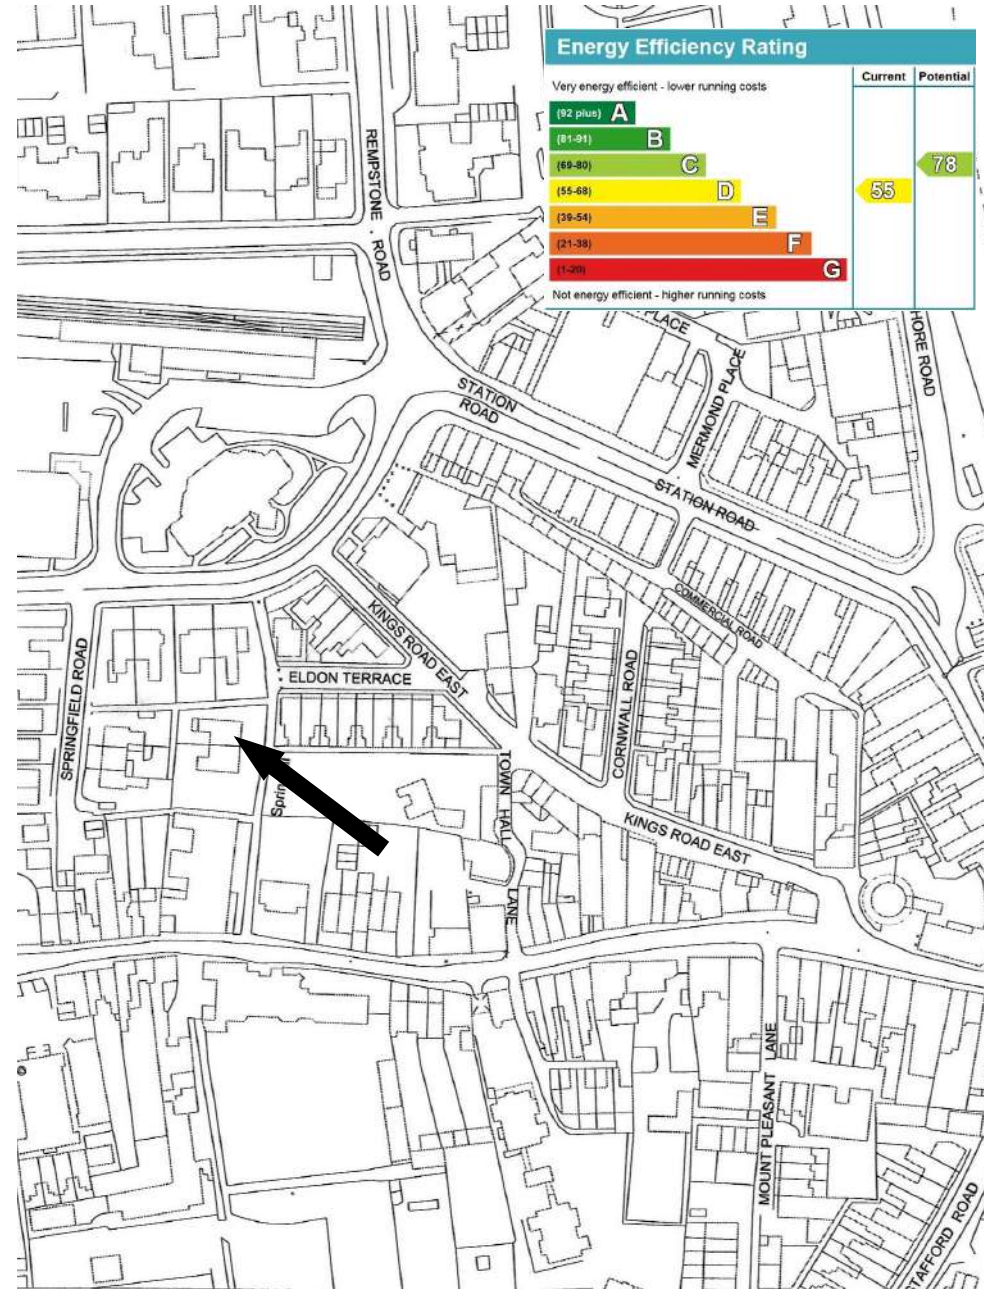 Energy Efficiency Rating
Current
Potential
Very energy efficient - lower running costs
(92 plus) A
(81-91) B
(69-80) C
78
(55-68) D
55
(39-54) E
(21-38) F
(1-20) G
Not energy efficient - higher running costs
REMPSTONE ROAD
PLACE
HORE ROAD
MERMOND PLACE
STATION
ROAD
STATION ROAD
COMMERCIAL ROAD
KINGS ROAD EAST
ELDON TERRACE
CORNWALL ROAD
SPRINGFIELD ROAD
Sprin
TOWN HALL LANE
KINGS ROAD EAST
MOUNT PLEASANT LANE
STAFFORD ROAD